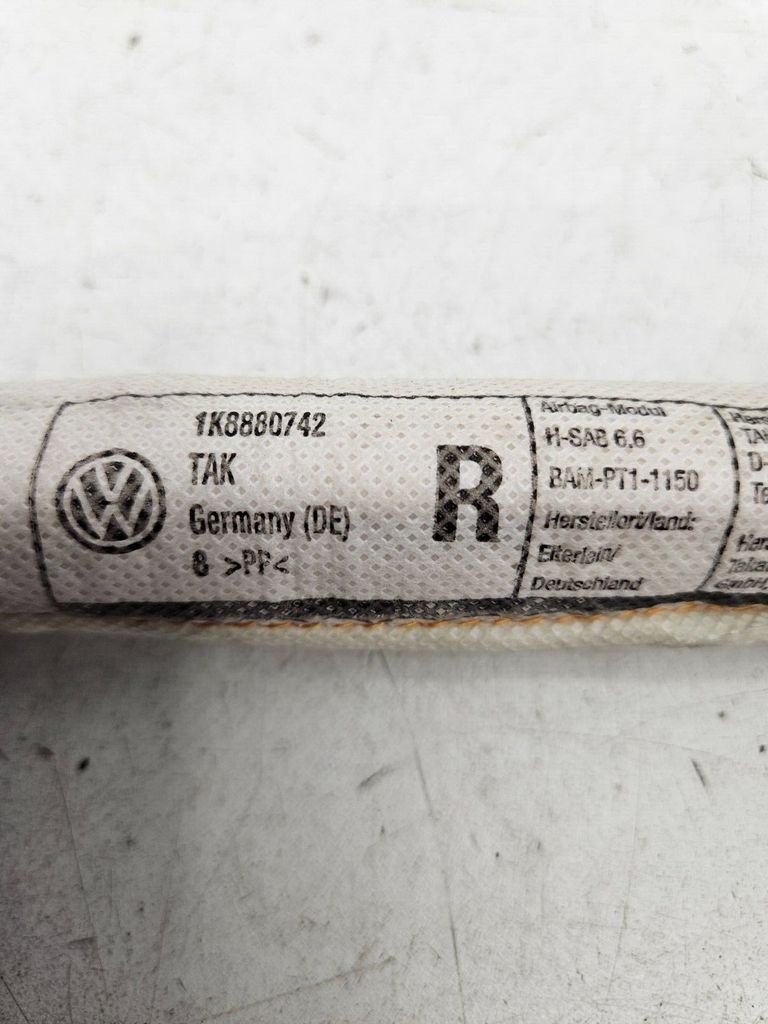 1K8880742
TAK
Germany (DE)
8 >PP<
R
Airbag-Modul
H-SAB 6.6
BAM-PT1-1150
Herstellort/land:
Elterlein/
Deutschland
D-